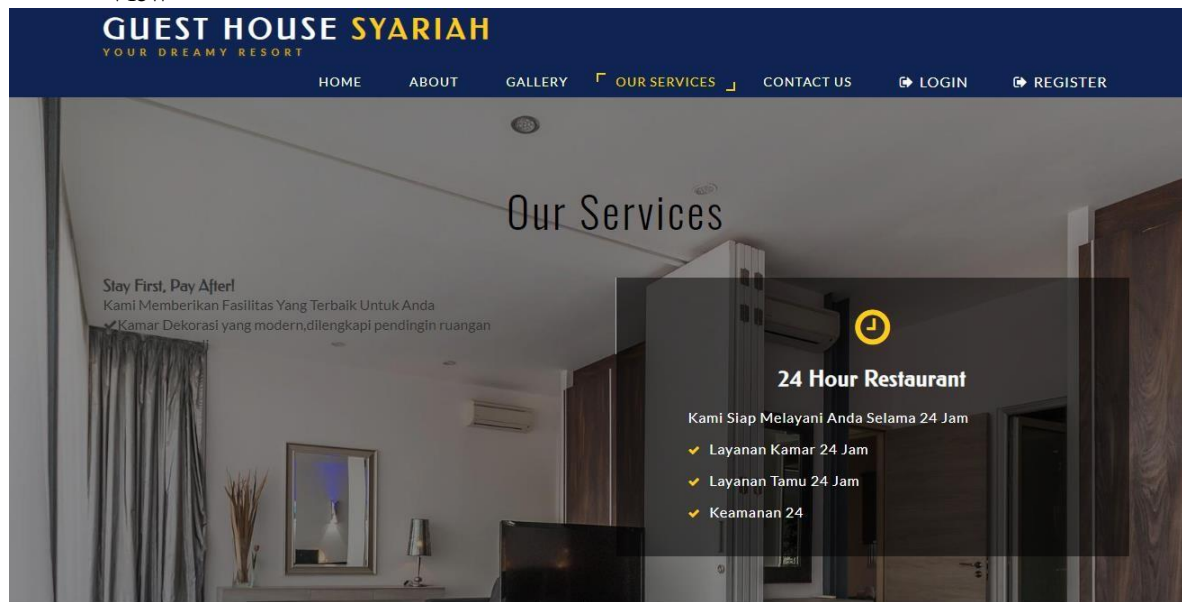 GUEST HOUSE SYARIAH
YOUR DREAMY RESORT
HOME ABOUT GALLERY OUR SERVICES CONTACT US LOGIN REGISTER
Our Services
Stay First, Pay After!
Kami Memberikan Fasilitas Yang Terbaik Untuk Anda
✔Kamar Dekorasi yang modern,dilengkapi pendingin ruangan
24 Hour Restaurant
Kami Siap Melayani Anda Selama 24 Jam
✔ Layanan Kamar 24 Jam
✔ Layanan Tamu 24 Jam
✔ Keamanan 24